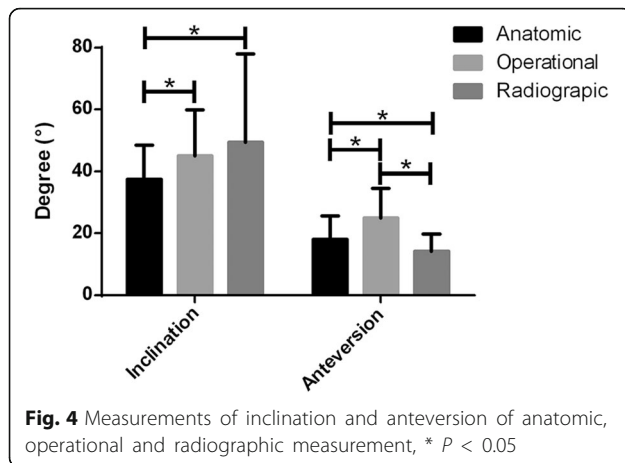 80
60
40
20
0
Degree (°)
*
*
*
*
*
Inclination
Anteversion
Anatomic
Operational
Radiograpic
Fig. 4 Measurements of inclination and anteversion of anatomic,
operational and radiographic measurement, * P < 0.05